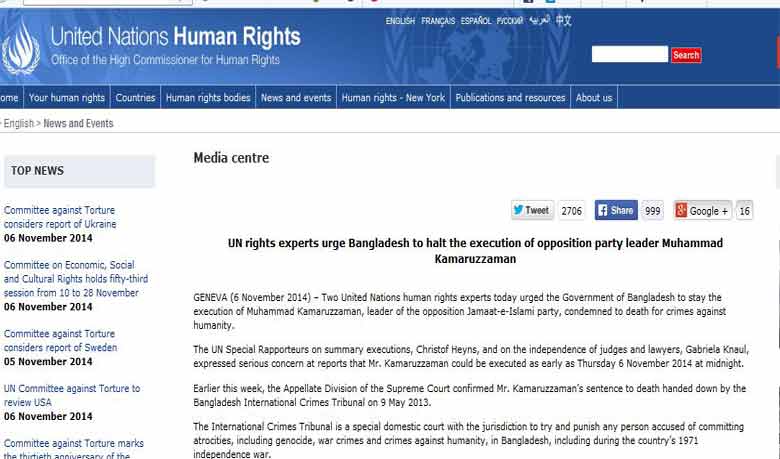 ENGLISH FRANÇAIS ESPAÑOL РУССКИЙ العربية 中文
United Nations Human Rights
Office of the High Commissioner for Human Rights
Search
ome Your human rights Countries Human rights bodies News and events Human rights - New York Publications and resources About us
English > News and Events
Media centre
TOP NEWS
Committee against Torture
considers report of Ukraine
06 November 2014
Committee on Economic, Social
and Cultural Rights holds fifty-third
session from 10 to 28 November
06 November 2014
Committee against Torture
considers report of Sweden
05 November 2014
UN Committee against Torture to
review USA
06 November 2014
Committee against Torture marks
the thirtieth anniversary of the
Tweet 2706 Share 999 Google + 16
UN rights experts urge Bangladesh to halt the execution of opposition party leader Muhammad
Kamaruzzaman
GENEVA (6 November 2014) – Two United Nations human rights experts today urged the Government of Bangladesh to stay the
execution of Muhammad Kamaruzzaman, leader of the opposition Jamaat-e-Islami party, condemned to death for crimes against
humanity.
The UN Special Rapporteurs on summary executions, Christof Heyns, and on the independence of judges and lawyers, Gabriela Knaul,
expressed serious concern at reports that Mr. Kamaruzzaman could be executed as early as Thursday 6 November 2014 at midnight.
Earlier this week, the Appellate Division of the Supreme Court confirmed Mr. Kamaruzzaman's sentence to death handed down by the
Bangladesh International Crimes Tribunal on 9 May 2013.
The International Crimes Tribunal is a special domestic court with the jurisdiction to try and punish any person accused of committing
atrocities, including genocide, war crimes and crimes against humanity, in Bangladesh, including during the country's 1971
independence war.